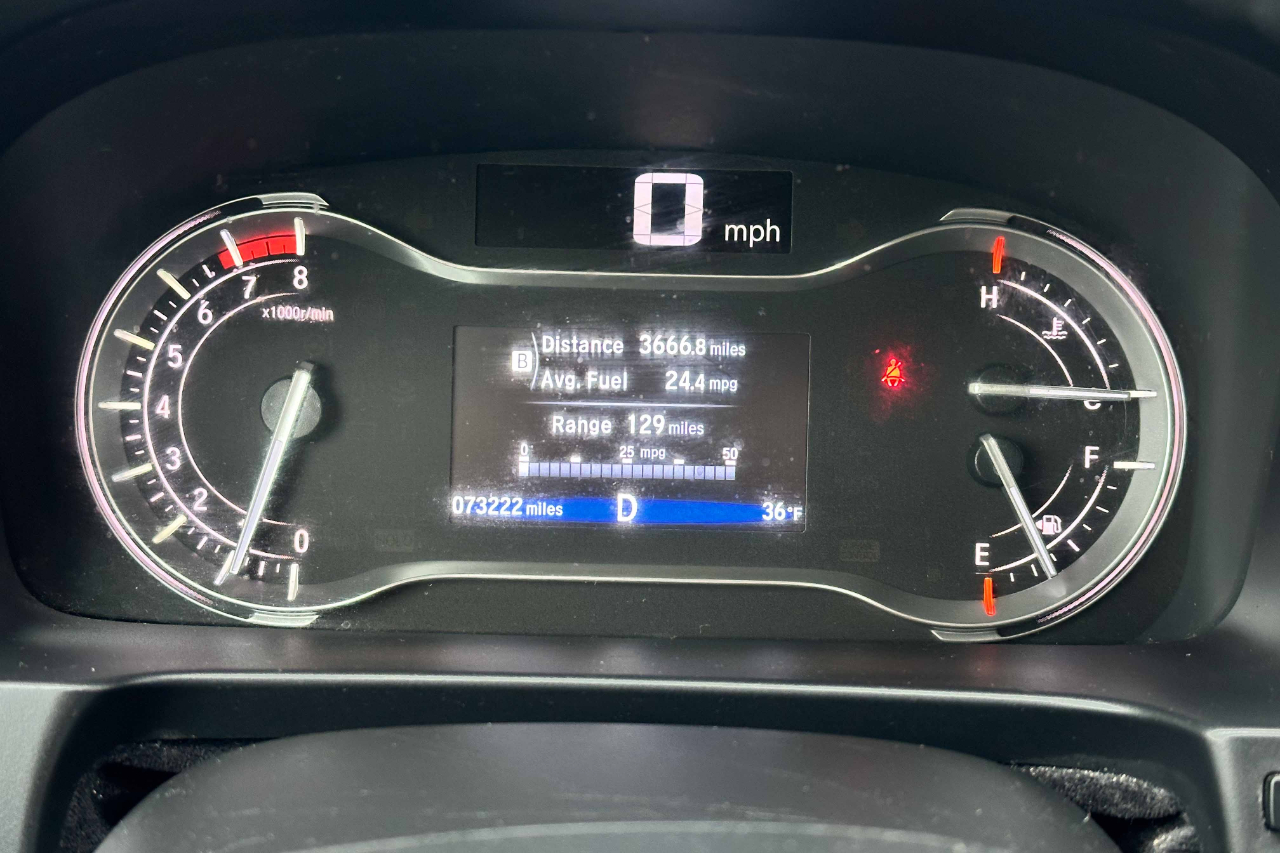 0 mph
8
7
6
5
4
3
2
0
x1000r/min
B
Distance 3666.8 miles
Avg. Fuel 24.4 mpg
Range 129 miles
0 25 mpg 50
073222 miles D 36°F
H
C
F
E